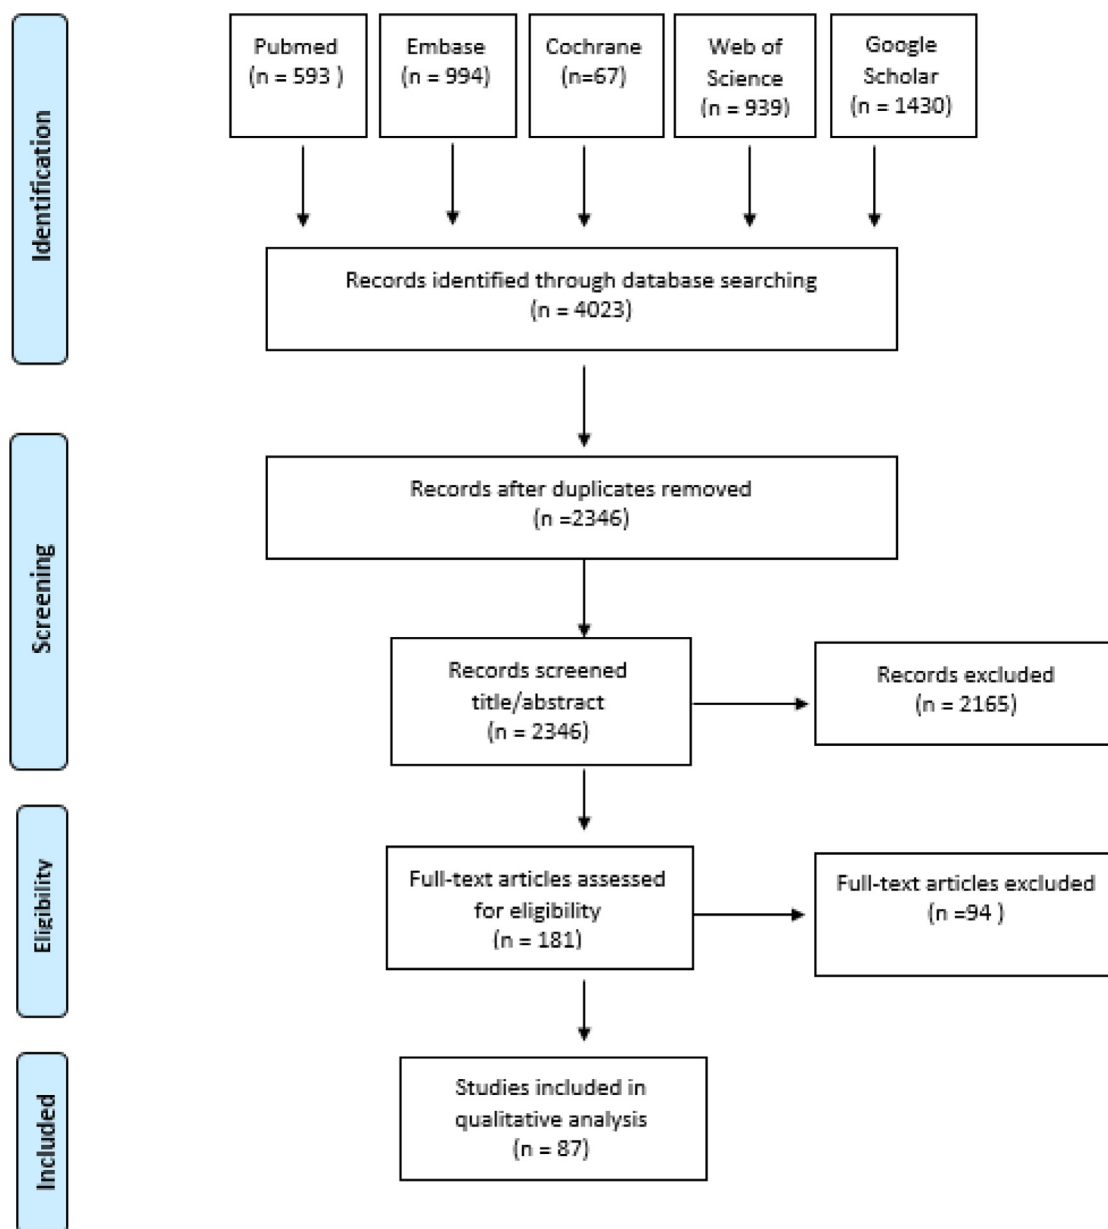 Identification
Pubmed
(n = 593 )
Embase
(n = 994)
Cochrane
(n=67)
Web of
Science
(n = 939)
Google
Scholar
(n = 1430)
Records identified through database searching
(n = 4023)
Screening
Records after duplicates removed
(n =2346)
Records screened
title/abstract
(n = 2346)
Records excluded
(n = 2165)
Eligibility
Full-text articles assessed
for eligibility
(n = 181)
Full-text articles excluded
(n =94 )
Included
Studies included in
qualitative analysis
(n = 87)